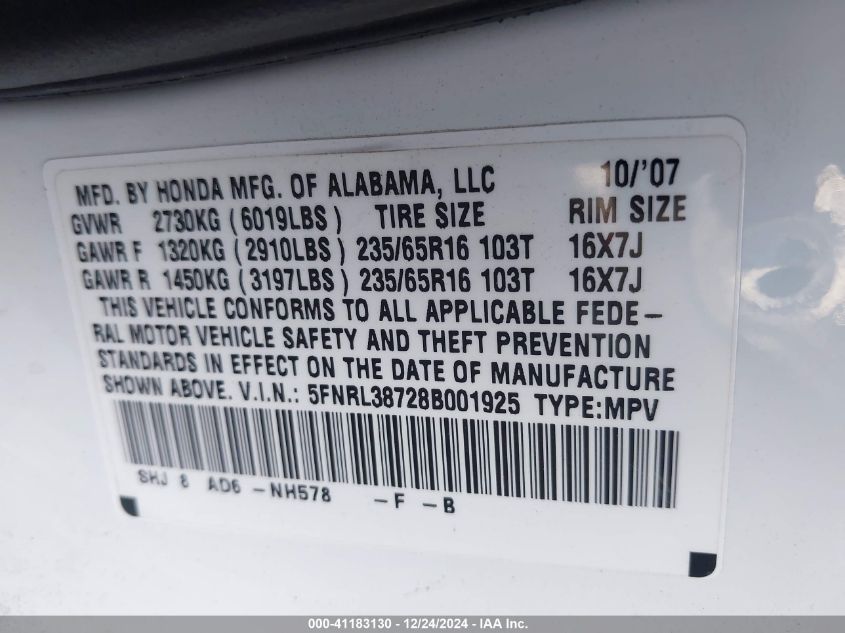 MFD. BY HONDA MFG. OF ALABAMA, LLC 10/'07
GVWR 2730KG (6019LBS) TIRE SIZE RIM SIZE
GAWR F 1320KG (2910LBS) 235/65R16 103T 16X7J
GAWR R 1450KG (3197LBS) 235/65R16 103T 16X7J
THIS VEHICLE CONFORMS TO ALL APPLICABLE FEDE-
RAL MOTOR VEHICLE SAFETY AND THEFT PREVENTION
STANDARDS IN EFFECT ON THE DATE OF MANUFACTURE
SHOWN ABOVE. V.I.N.: 5FNRL38728B001925 TYPE:MPV
SHJ 8 AD6 -NH578 -F -B
000-41183130 - 12/24/2024 - IAA Inc.